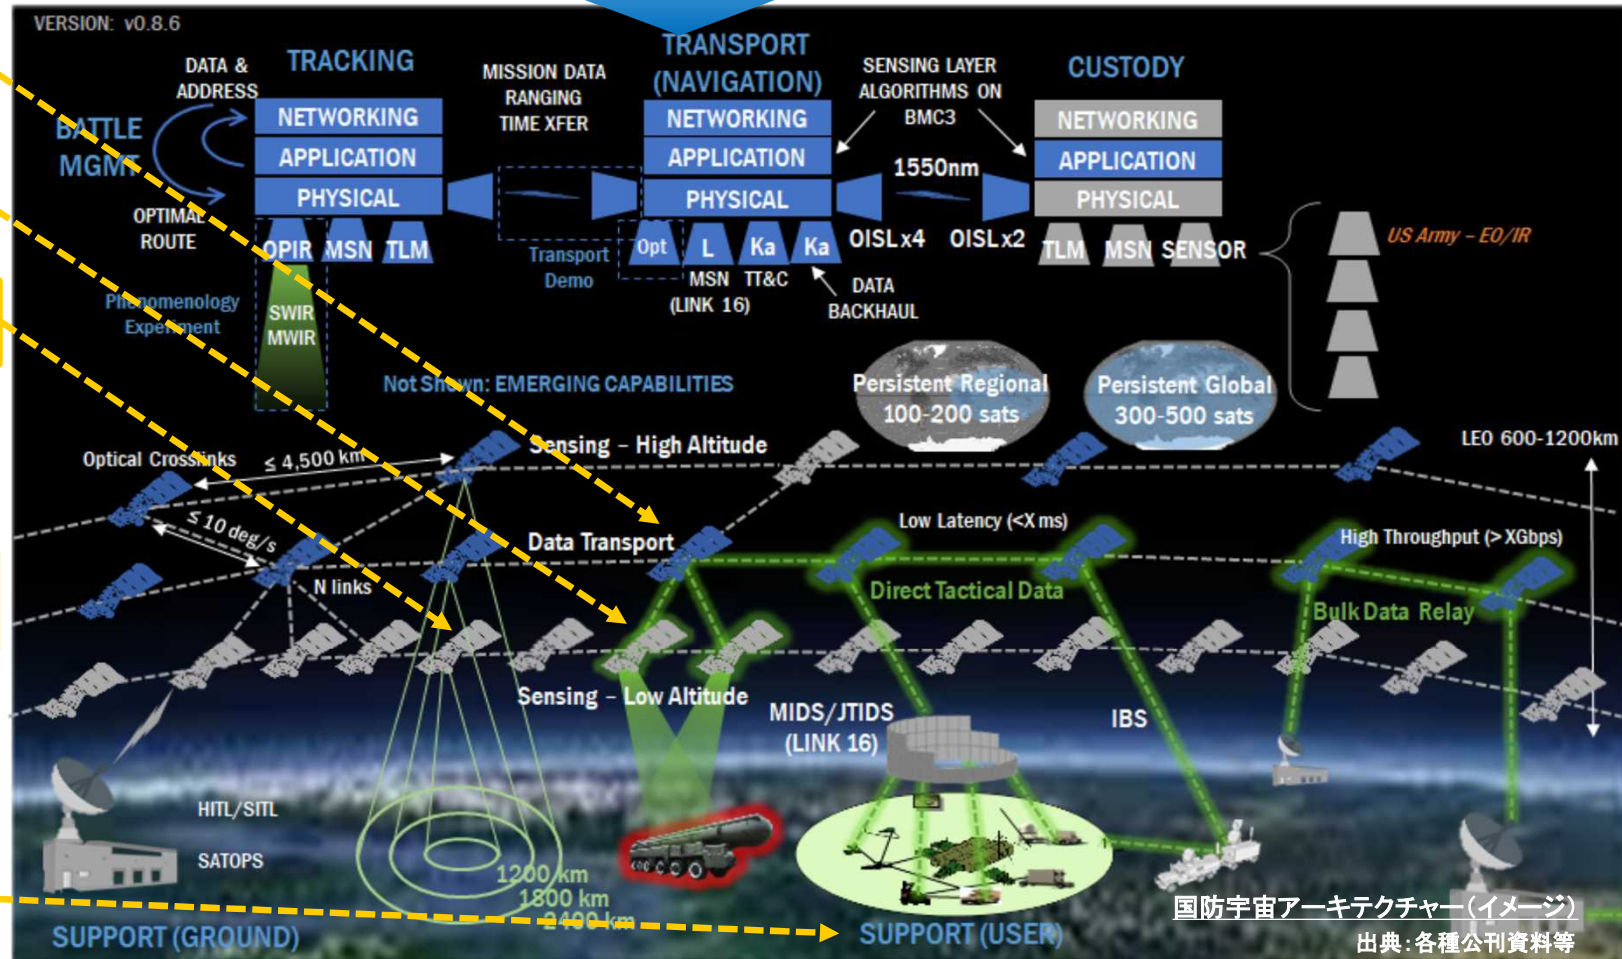 VERSION: v0.8.6
DATA &
ADDRESS
TRACKING
MISSION DATA
RANGING
TIME XFER
TRANSPORT
(NAVIGATION)
SENSING LAYER
ALGORITHMS ON
BMC3
CUSTODY
BATTLE
MGMT
OPTIMAL
ROUTE
NETWORKING
APPLICATION
PHYSICAL
OPIR
MSN
TLM
SWIR
MWIR
Phenomenology
Experiment
NETWORKING
APPLICATION
PHYSICAL
Opt
L
Ka
Ka
Transport
Demo
MSN
(LINK 16)
TT&C
DATA
BACKHAUL
1550nm
OISLx4
OISLx2
NETWORKING
APPLICATION
PHYSICAL
TLM
MSN
SENSOR
US Army – EO/IR
Not Shown: EMERGING CAPABILITIES
Persistent Regional
100-200 sats
Persistent Global
300-500 sats
LEO 600-1200km
Optical Crosslinks
≤ 4,500 km
Sensing – High Altitude
≤ 10 deg/s
N links
Data Transport
Low Latency (<X ms)
High Throughput (> XGbps)
Direct Tactical Data
Bulk Data Relay
Sensing – Low Altitude
MIDS/JTIDS
(LINK 16)
IBS
HITL/SITL
SATOPS
1200 km
1800 km
2400 km
SUPPORT (GROUND)
SUPPORT (USER)
国防宇宙アーキテクチャー(イメージ)
出典:各種公刊資料等